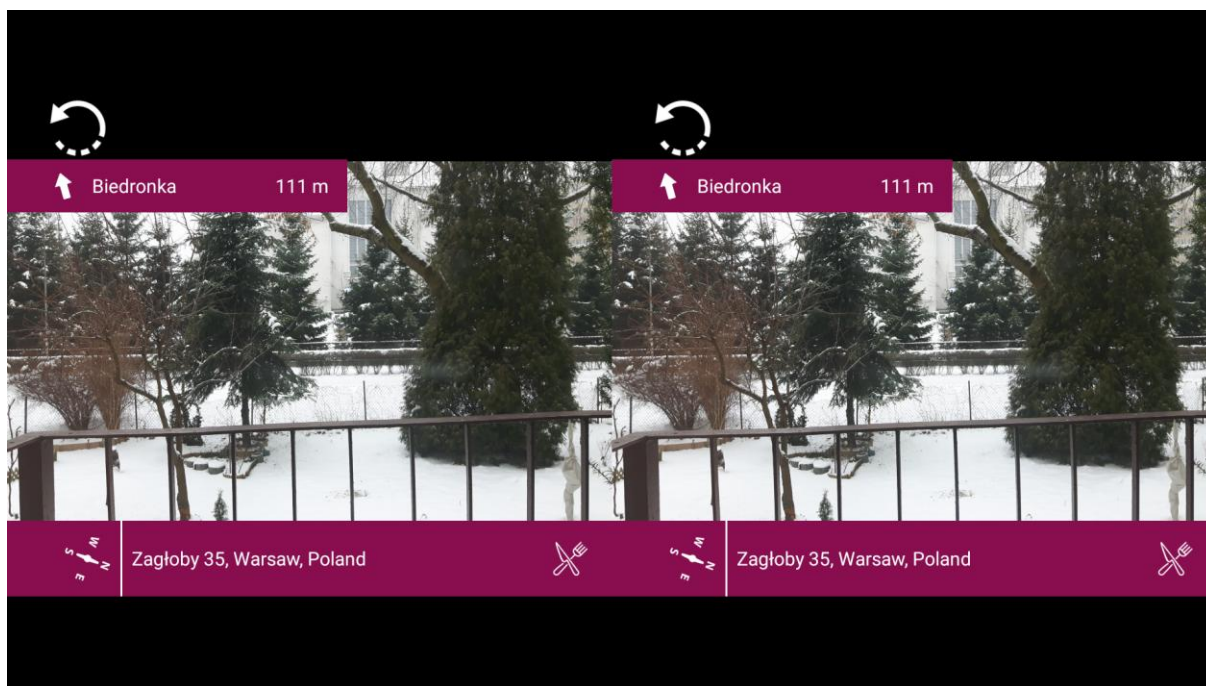 Biedronka 111 m
Biedronka 111 m
W
S N
E
Zagłoby 35, Warsaw, Poland
W
S N
E
Zagłoby 35, Warsaw, Poland